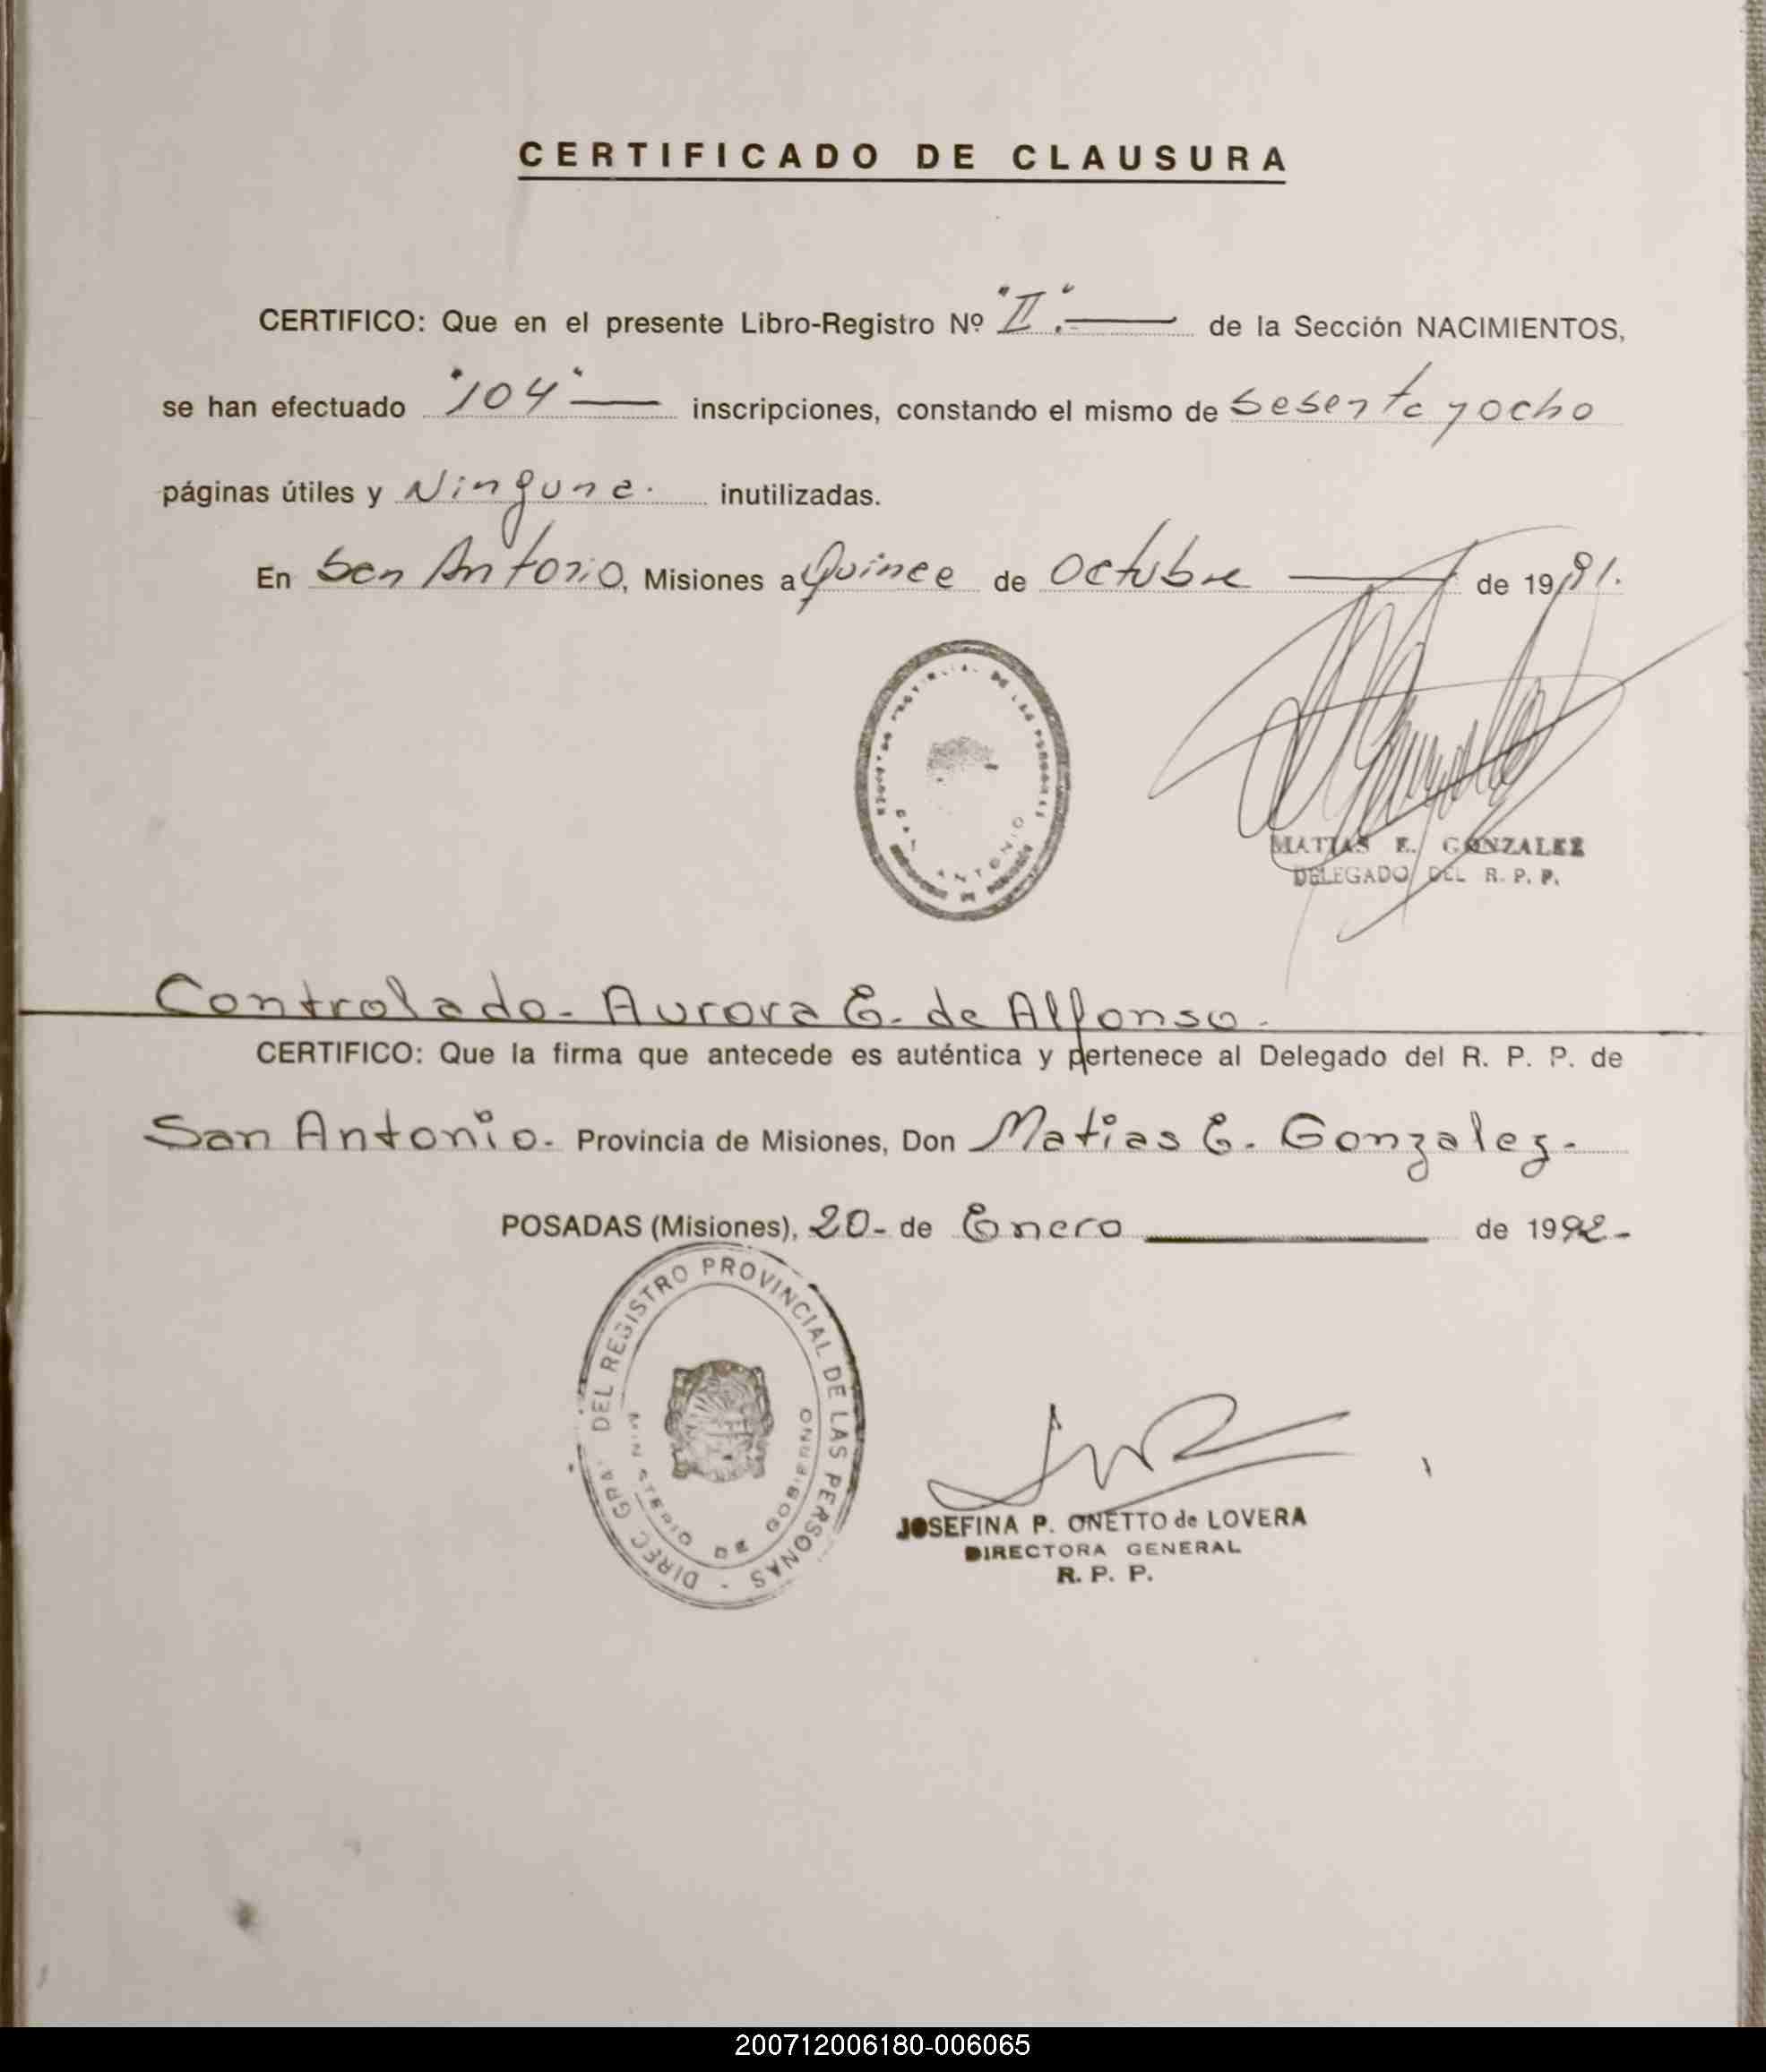 CERTIFICADO DE CLAUSURA
CERTIFICO: Que en el presente Libro-Registro Nº "II".- de la Sección NACIMIENTOS,
se han efectuado "104" — inscripciones, constando el mismo de Sesenta y ocho
páginas útiles y Ninguna. inutilizadas.
En San Antonio, Misiones a Quince de Octubre — de 1991.
SAN ANTONIO
MATIAS E. GONZALEZ
DELEGADO DEL R. P. P.
Controlado - Aurora E. de Alfonso.
CERTIFICO: Que la firma que antecede es auténtica y pertenece al Delegado del R. P. P. de
San Antonio. Provincia de Misiones, Don Matias E. Gonzalez.-
POSADAS (Misiones), 20- de Enero — de 1992-
DIREC. GRAL DEL REGISTRO PROVINCIAL DE LAS PERSONAS -
MINISTERIO DE GOBIERNO
JOSEFINA P. ONETTO de LOVERA
DIRECTORA GENERAL
R. P. P.
200712006180-006065